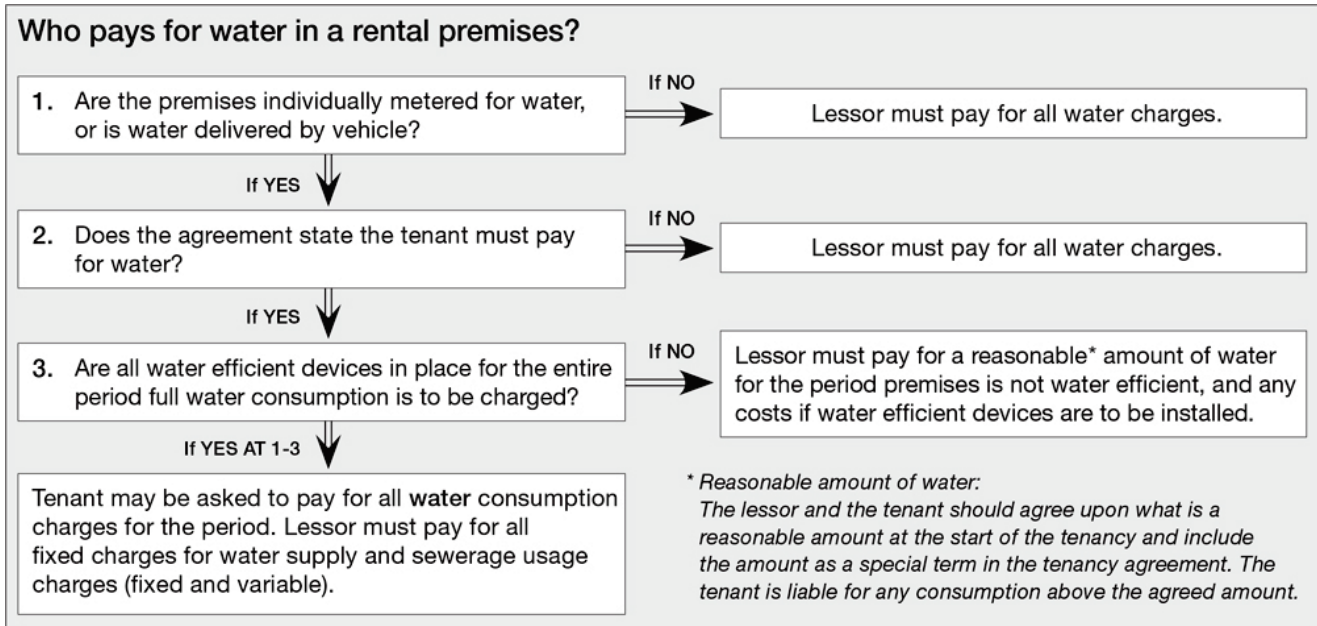 Who pays for water in a rental premises?
1. Are the premises individually metered for water,
or is water delivered by vehicle?
If NO
Lessor must pay for all water charges.
If YES
2. Does the agreement state the tenant must pay
for water?
If NO
Lessor must pay for all water charges.
If YES
3. Are all water efficient devices in place for the entire
period full water consumption is to be charged?
If NO
Lessor must pay for a reasonable* amount of water
for the period premises is not water efficient, and any
costs if water efficient devices are to be installed.
If YES AT 1-3
Tenant may be asked to pay for all water consumption
charges for the period. Lessor must pay for all
fixed charges for water supply and sewerage usage
charges (fixed and variable).
* Reasonable amount of water:
The lessor and the tenant should agree upon what is a
reasonable amount at the start of the tenancy and include
the amount as a special term in the tenancy agreement. The
tenant is liable for any consumption above the agreed amount.